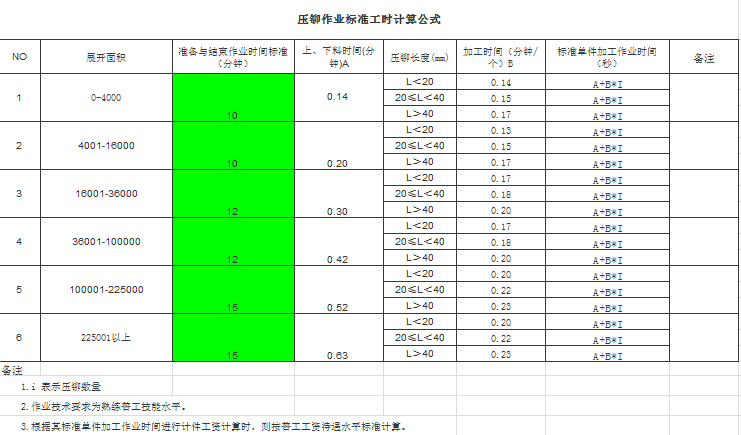 压铆作业标准工时计算公式
NO 展开面积 准备与结束作业时间标准（分钟） 上、下料时间(分钟)A 压铆长度(mm) 加工时间（分钟/个）B 标准单件加工作业时间（秒） 备注
1 0-4000 10 0.14 L＜20 0.14 A+B*I
20≤L＜40 0.15 A+B*I
L＞40 0.17 A+B*I
2 4001-16000 10 0.20 L＜20 0.13 A+B*I
20≤L＜40 0.15 A+B*I
L＞40 0.17 A+B*I
3 16001-36000 12 0.30 L＜20 0.17 A+B*I
20≤L＜40 0.18 A+B*I
L＞40 0.20 A+B*I
4 36001-100000 12 0.42 L＜20 0.17 A+B*I
20≤L＜40 0.18 A+B*I
L＞40 0.20 A+B*I
5 100001-225000 15 0.52 L＜20 0.20 A+B*I
20≤L＜40 0.22 A+B*I
L＞40 0.23 A+B*I
6 225001以上 15 0.63 L＜20 0.20 A+B*I
20≤L＜40 0.22 A+B*I
L＞40 0.23 A+B*I
备注
1.i 表示压铆数量
2.作业技术要求为熟练普工技能水平。
3.根据其标准单件加工作业时间进行计件工资计算时，则按普工工资待遇水平标准计算。